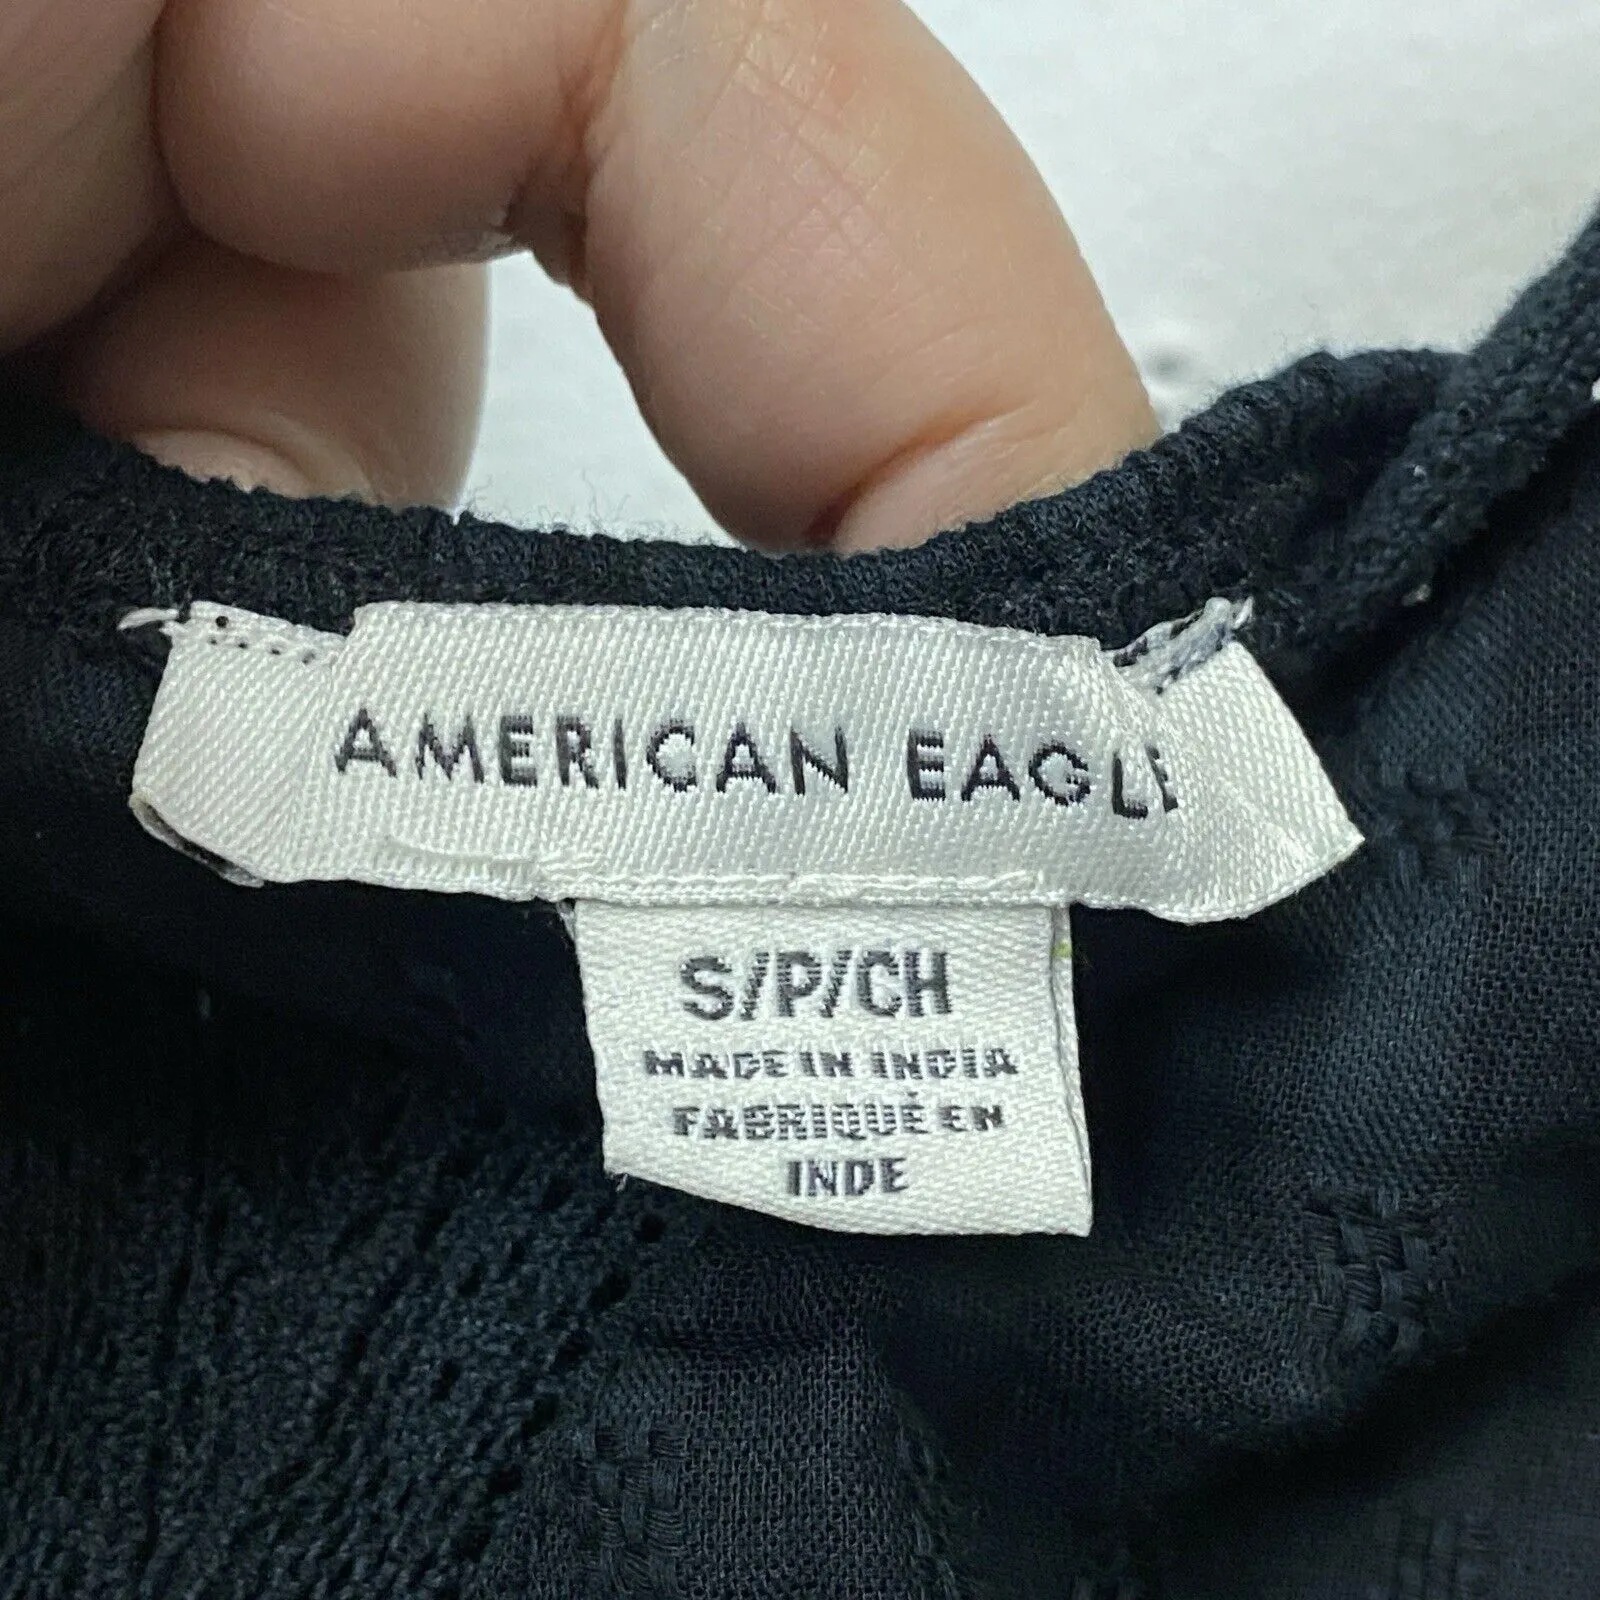 AMERICAN EAGLE
S/P/CH
MADE IN INDIA
FABRIQUÉ EN
INDE